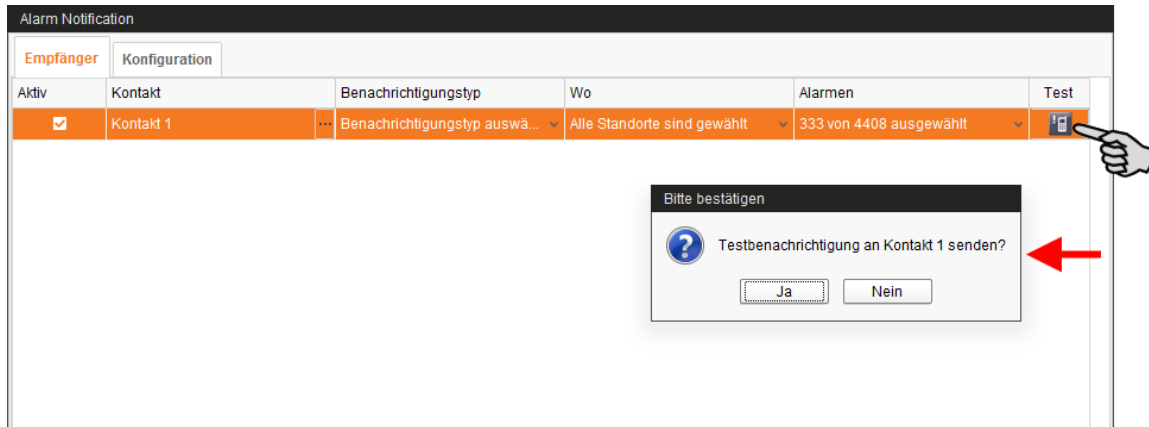 Alarm Notification
Empfänger Konfiguration
Aktiv Kontakt Benachrichtigungstyp Wo Alarmen Test
Kontakt 1 ... Benachrichtigungstyp auswä... Alle Standorte sind gewählt 333 von 4408 ausgewählt
Bitte bestätigen
Testbenachrichtigung an Kontakt 1 senden?
Ja Nein